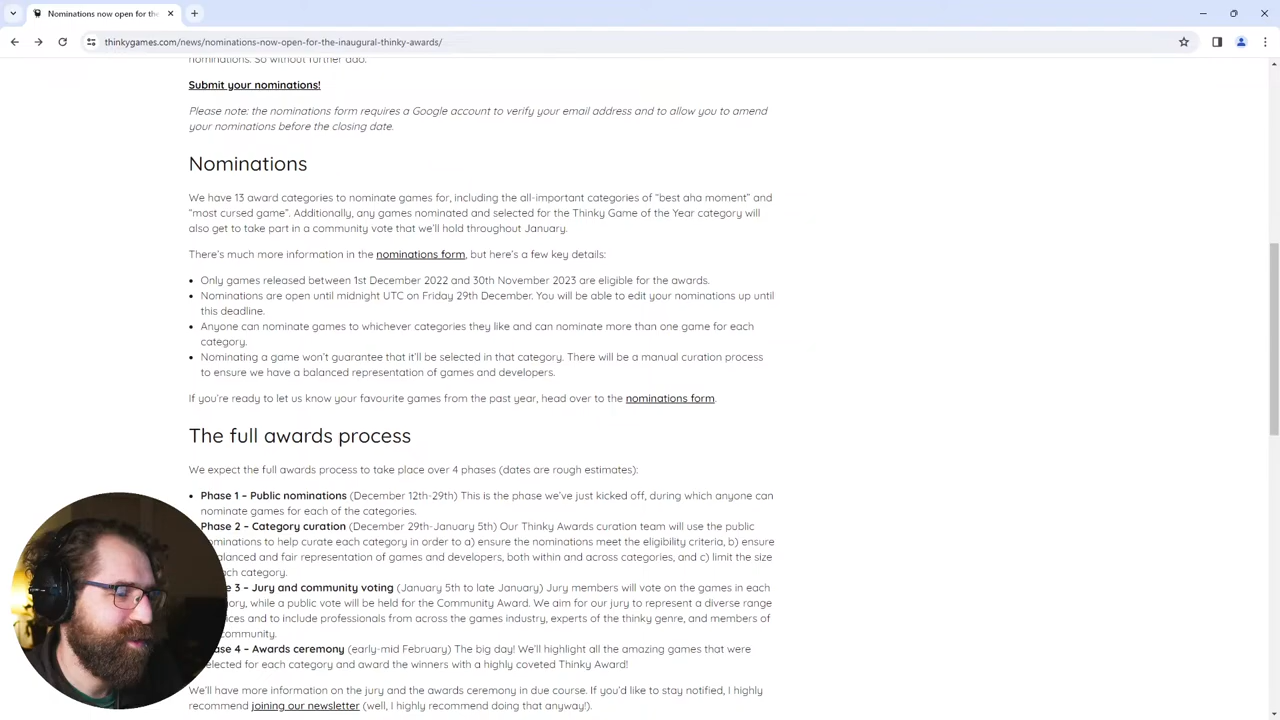 Nominations now open for the
thinkygames.com/news/nominations-now-open-for-the-inaugural-thinky-awards/
nominations. So without further ado:
Submit your nominations!
Please note: the nominations form requires a Google account to verify your email address and to allow you to amend
your nominations before the closing date.
Nominations
We have 13 award categories to nominate games for, including the all-important categories of “best aha moment” and
“most cursed game”. Additionally, any games nominated and selected for the Thinky Game of the Year category will
also get to take part in a community vote that we’ll hold throughout January.
There’s much more information in the nominations form, but here’s a few key details:
• Only games released between 1st December 2022 and 30th November 2023 are eligible for the awards.
• Nominations are open until midnight UTC on Friday 29th December. You will be able to edit your nominations up until
this deadline.
• Anyone can nominate games to whichever categories they like and can nominate more than one game for each
category.
• Nominating a game won’t guarantee that it’ll be selected in that category. There will be a manual curation process
to ensure we have a balanced representation of games and developers.
If you’re ready to let us know your favourite games from the past year, head over to the nominations form.
The full awards process
We expect the full awards process to take place over 4 phases (dates are rough estimates):
• Phase 1 – Public nominations (December 12th-29th) This is the phase we’ve just kicked off, during which anyone can
nominate games for each of the categories.
Phase 2 – Category curation (December 29th-January 5th) Our Thinky Awards curation team will use the public
nominations to help curate each category in order to a) ensure the nominations meet the eligibility criteria, b) ensure
balanced and fair representation of games and developers, both within and across categories, and c) limit the size
each category.
3 – Jury and community voting (January 5th to late January) Jury members will vote on the games in each
while a public vote will be held for the Community Award. We aim for our jury to represent a diverse range
and to include professionals from across the games industry, experts of the thinky genre, and members of
community.
4 – Awards ceremony (early-mid February) The big day! We’ll highlight all the amazing games that were
selected for each category and award the winners with a highly coveted Thinky Award!
We’ll have more information on the jury and the awards ceremony in due course. If you’d like to stay notified, I highly
recommend joining our newsletter (well, I highly recommend doing that anyway!).